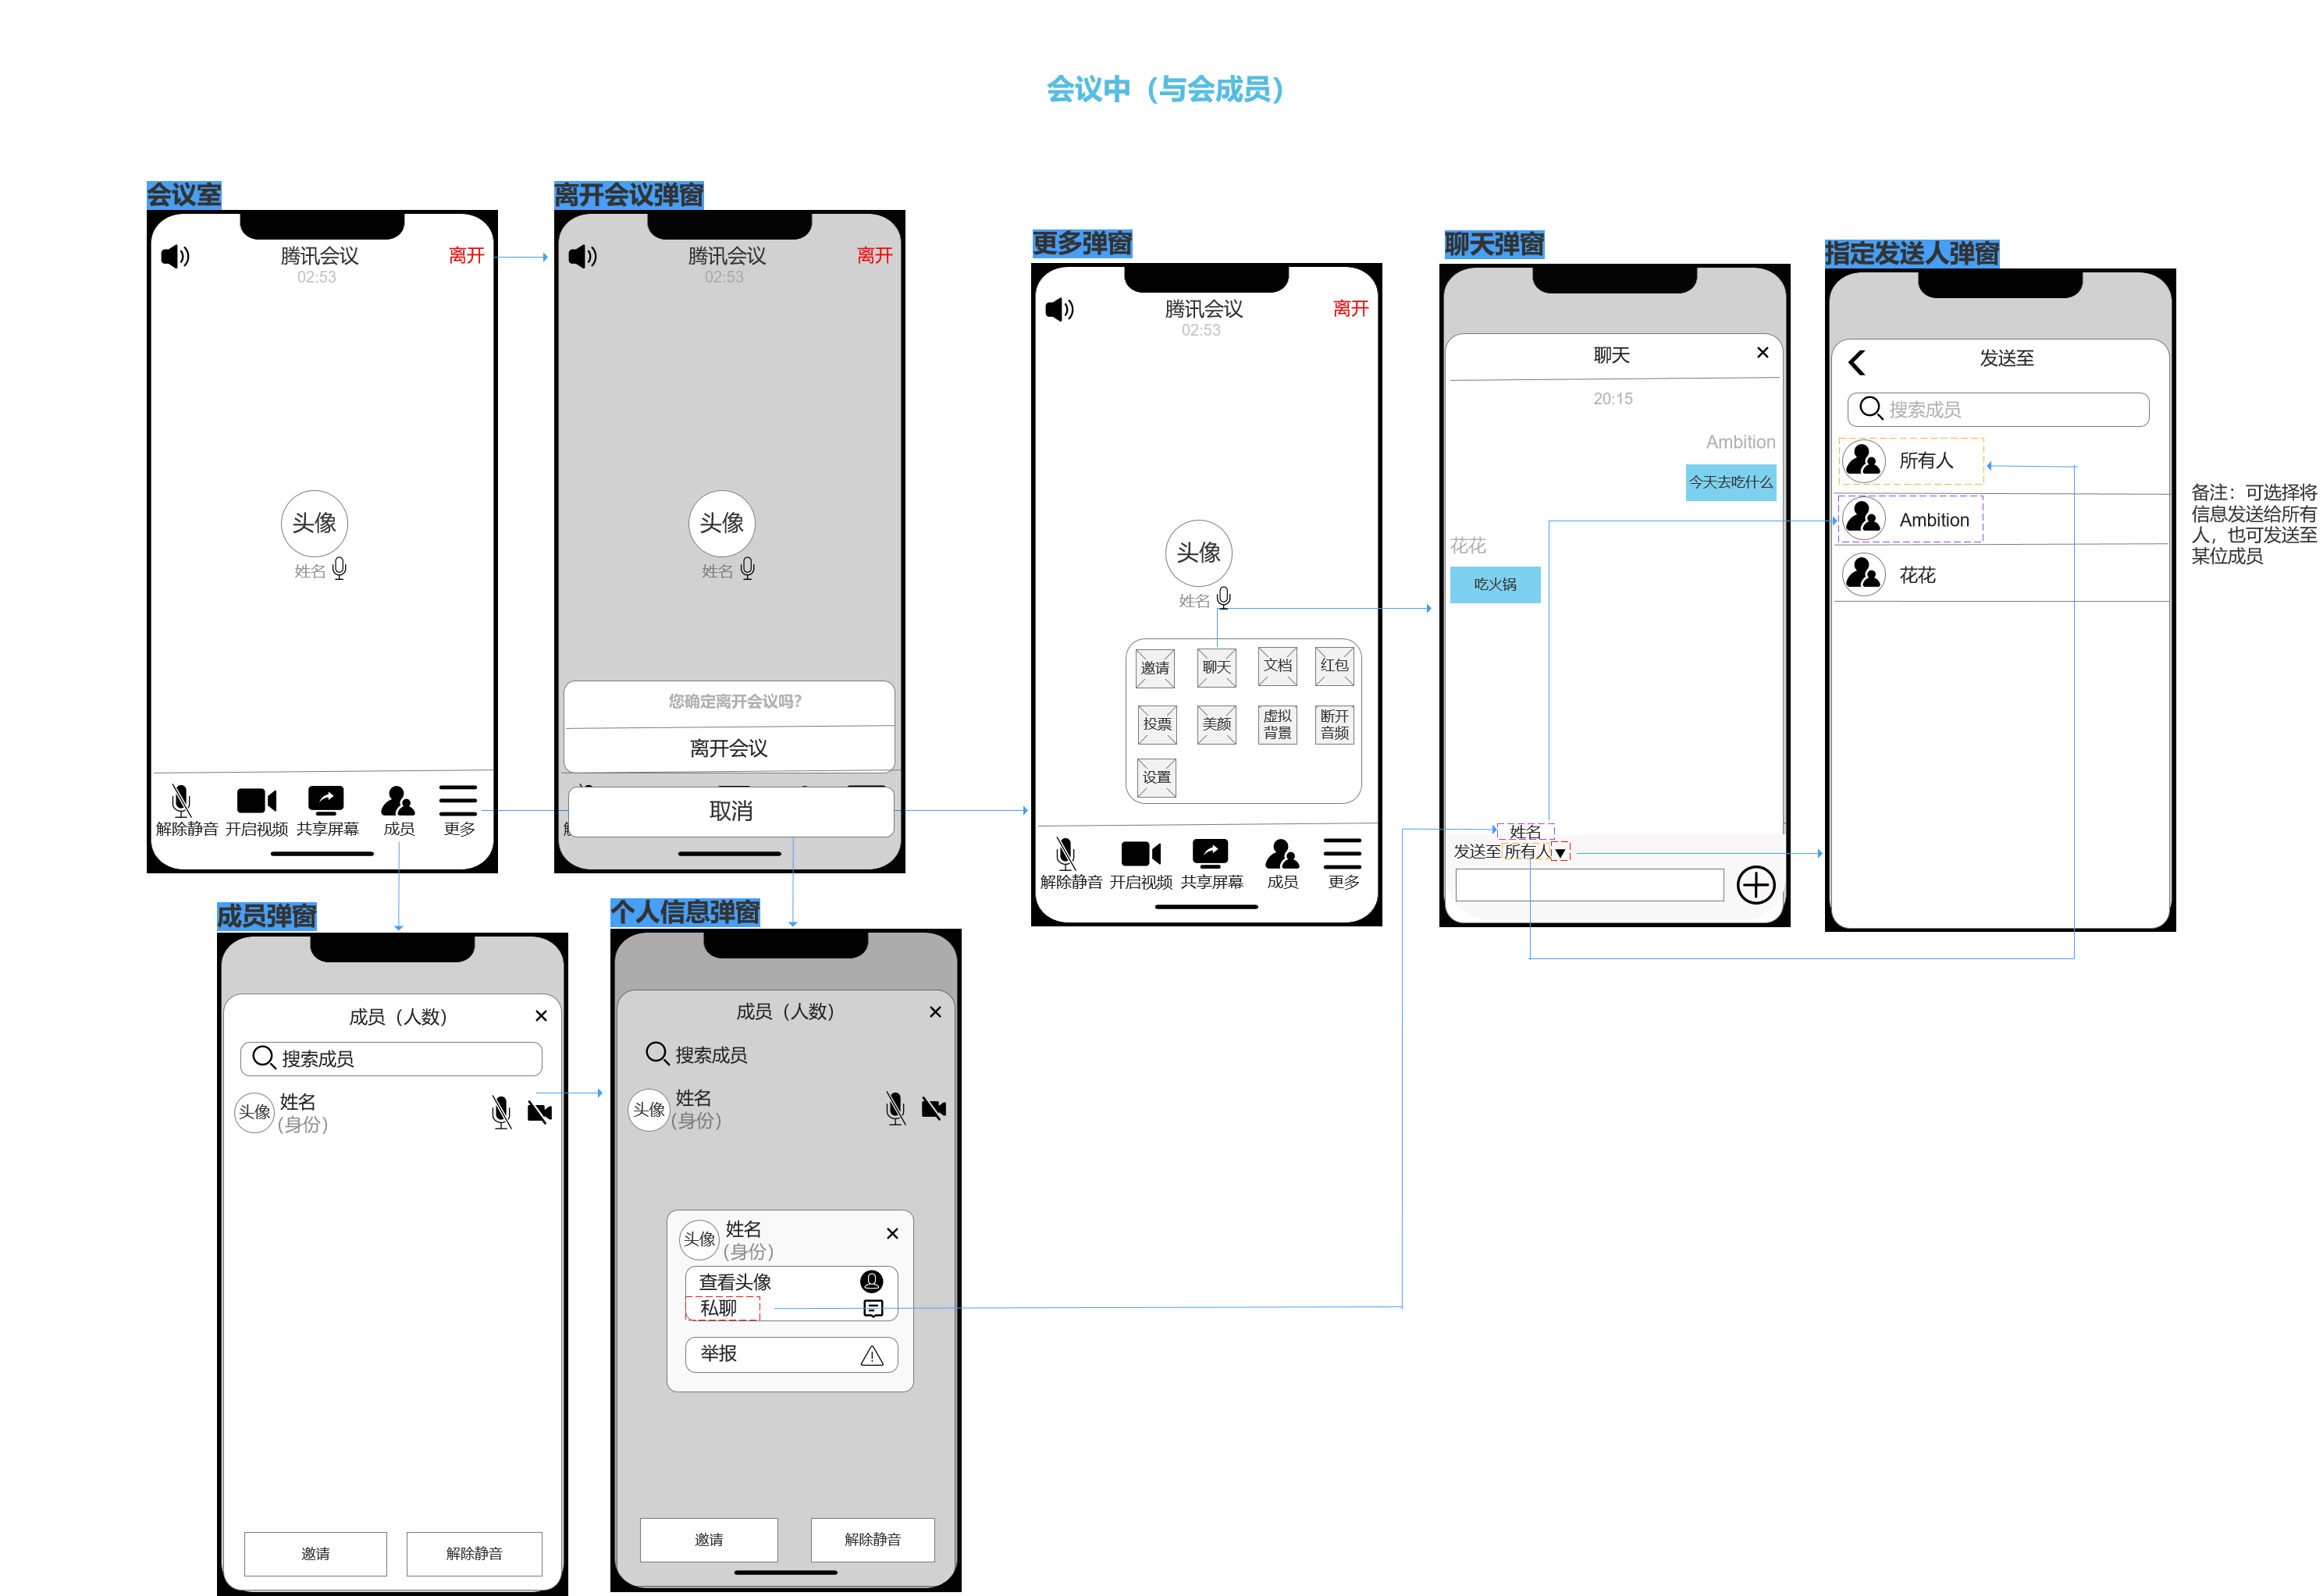 会议中（与会成员）
会议室
腾讯会议
离开
02:53
头像
姓名
解除静音
开启视频
共享屏幕
成员
更多
离开会议弹窗
腾讯会议
离开
02:53
头像
姓名
您确定离开会议吗?
离开会议
取消
更多弹窗
腾讯会议
离开
02:53
头像
姓名
邀请
聊天
文档
红包
投票
美颜
虚拟
背景
断开
音频
设置
解除静音
开启视频
共享屏幕
成员
更多
聊天弹窗
聊天
20:15
Ambition
今天去吃什么
花花
吃火锅
姓名
发送至
所有人
指定发送人弹窗
发送至
搜索成员
所有人
Ambition
花花
备注：可选择将
信息发送给所有
人，也可发送至
某位成员
成员弹窗
成员（人数）
搜索成员
头像
姓名
(身份)
邀请
解除静音
个人信息弹窗
成员（人数）
搜索成员
头像
姓名
(身份)
头像
姓名
(身份)
查看头像
私聊
举报
邀请
解除静音